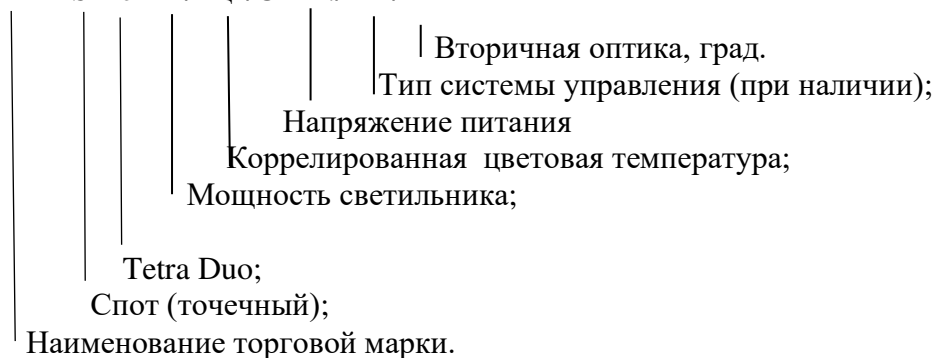 Вторичная оптика, град.
Тип системы управления (при наличии);
Напряжение питания
Коррелированная цветовая температура;
Мощность светильника;
Tetra Duo;
Спот (точечный);
Наименование торговой марки.